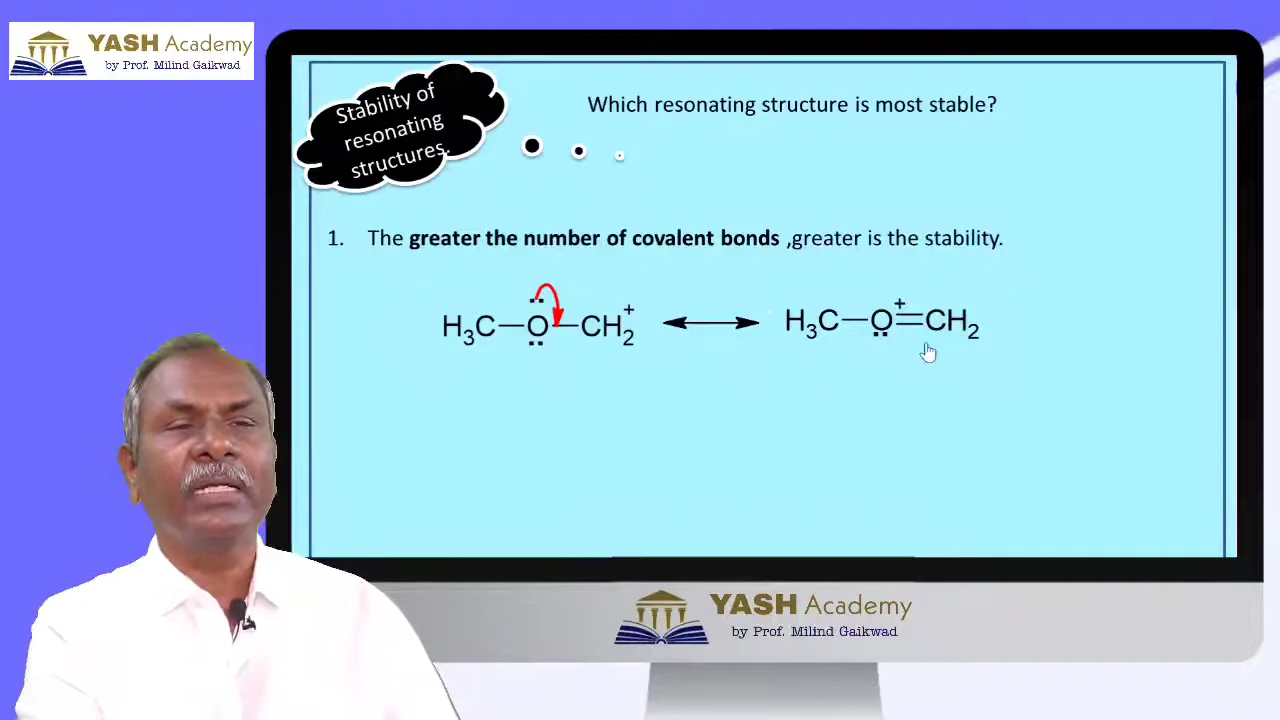 YASH Academy
by Prof. Milind Gaikwad
Stability of
resonating
structures.
Which resonating structure is most stable?
1. The greater the number of covalent bonds ,greater is the stability.
H3C—O—CH2+ ⟷ H3C—O+=CH2
YASH Academy
by Prof. Milind Gaikwad